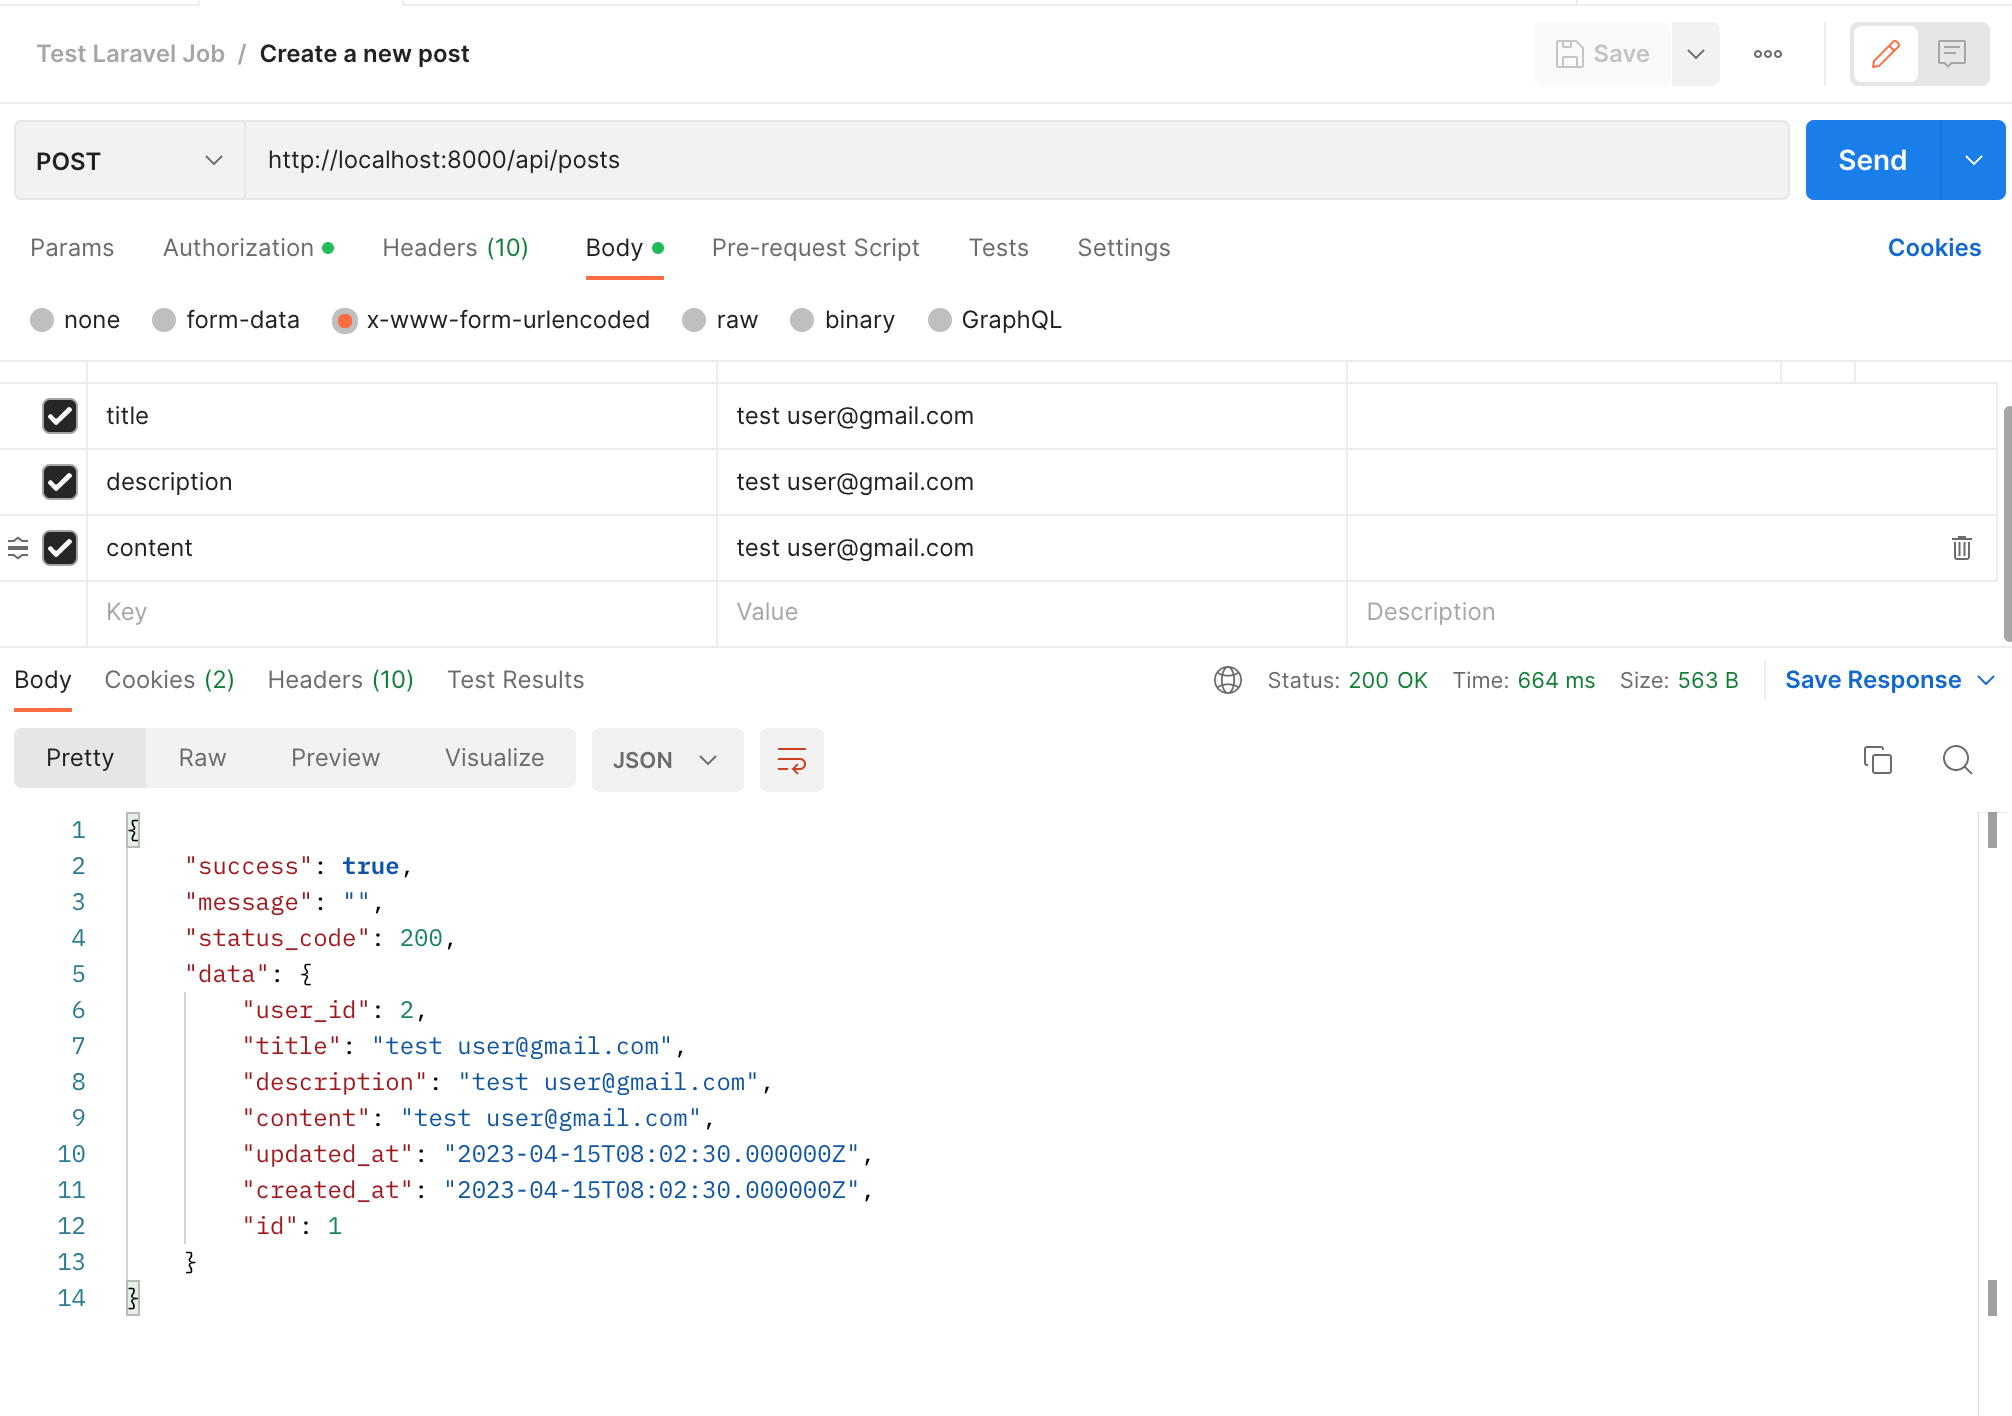 Test Laravel Job / Create a new post
Save
POST http://localhost:8000/api/posts Send
Params Authorization Headers (10) Body Pre-request Script Tests Settings Cookies
none form-data x-www-form-urlencoded raw binary GraphQL
title test user@gmail.com
description test user@gmail.com
content test user@gmail.com
Key Value Description
Body Cookies (2) Headers (10) Test Results Status: 200 OK Time: 664 ms Size: 563 B Save Response
Pretty Raw Preview Visualize JSON
1 {
2 "success": true,
3 "message": "",
4 "status_code": 200,
5 "data": {
6 "user_id": 2,
7 "title": "test user@gmail.com",
8 "description": "test user@gmail.com",
9 "content": "test user@gmail.com",
10 "updated_at": "2023-04-15T08:02:30.000000Z",
11 "created_at": "2023-04-15T08:02:30.000000Z",
12 "id": 1
13 }
14 }